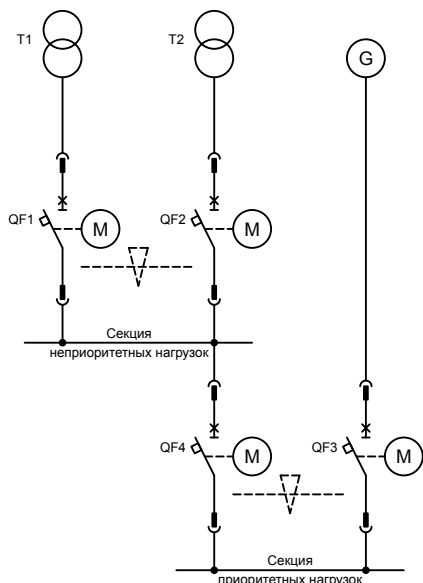 T1
T2
G
QF1
M
QF2
M
Секция
неприоритетных нагрузок
QF4
M
QF3
M
Секция
приоритетных нагрузок